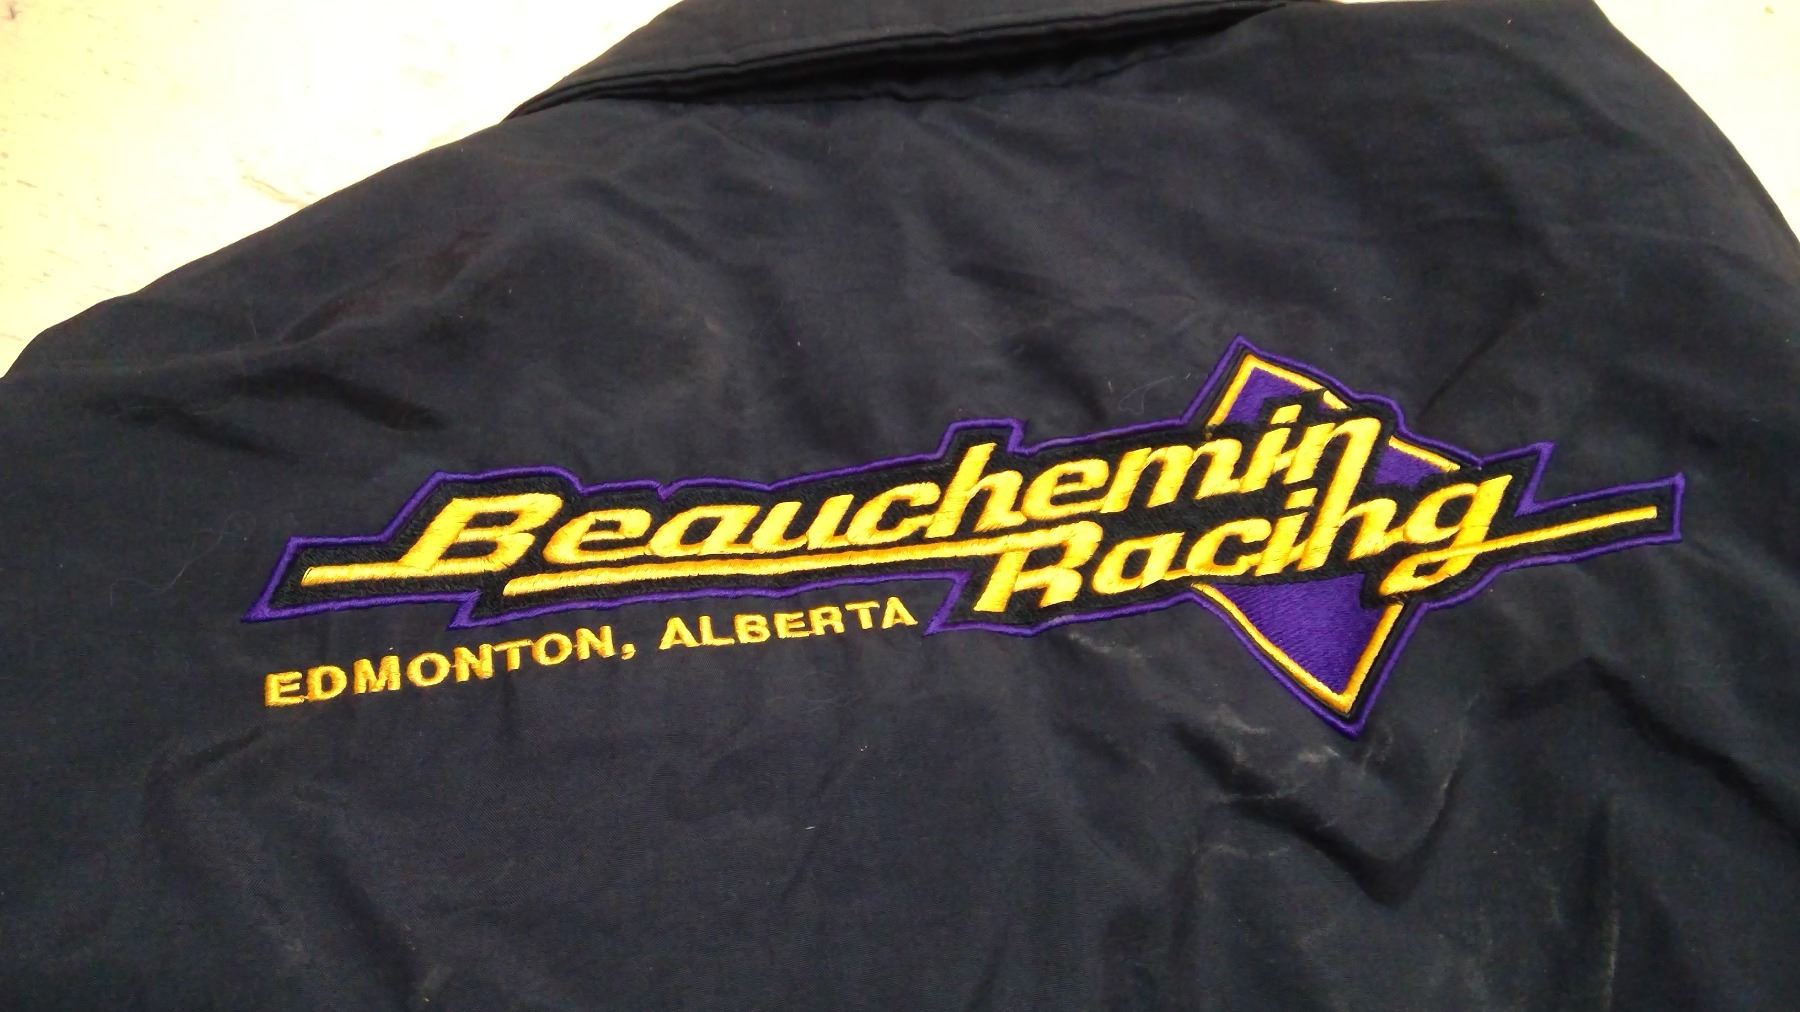 Beauchemin
Racing
EDMONTON, ALBERTA